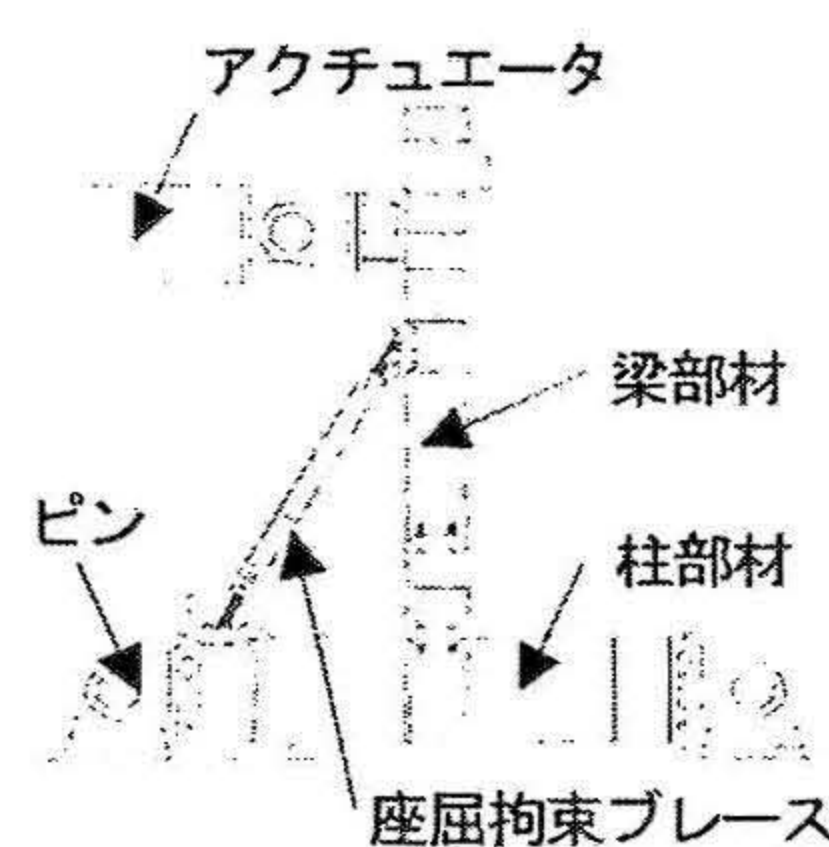 アクチュエータ
梁部材
ピン
柱部材
座屈拘束ブレース